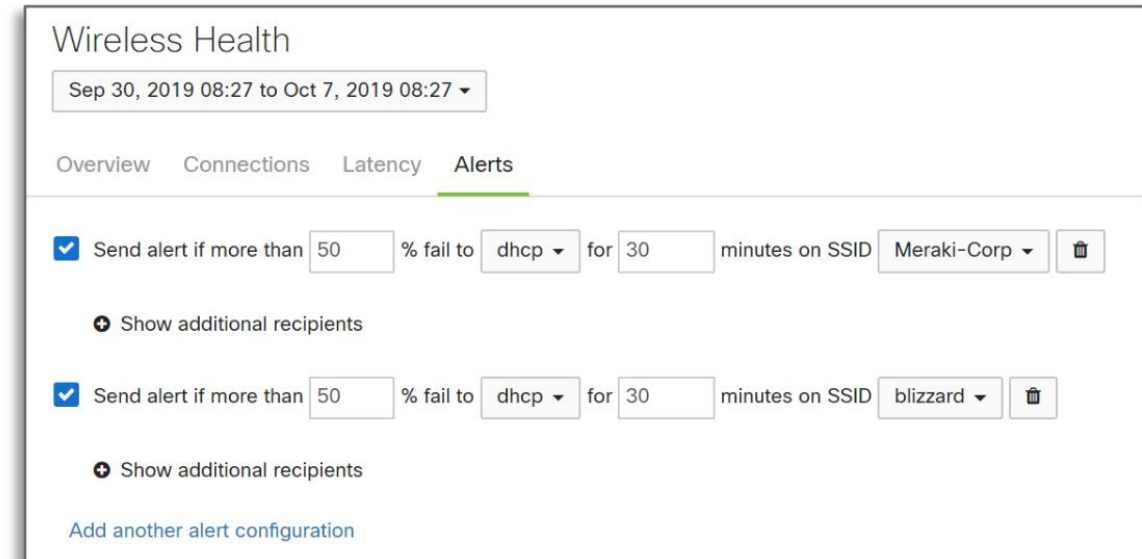 Wireless Health
Sep 30, 2019 08:27 to Oct 7, 2019 08:27
Overview Connections Latency Alerts
Send alert if more than 50 % fail to dhcp for 30 minutes on SSID Meraki-Corp
Show additional recipients
Send alert if more than 50 % fail to dhcp for 30 minutes on SSID blizzard
Show additional recipients
Add another alert configuration